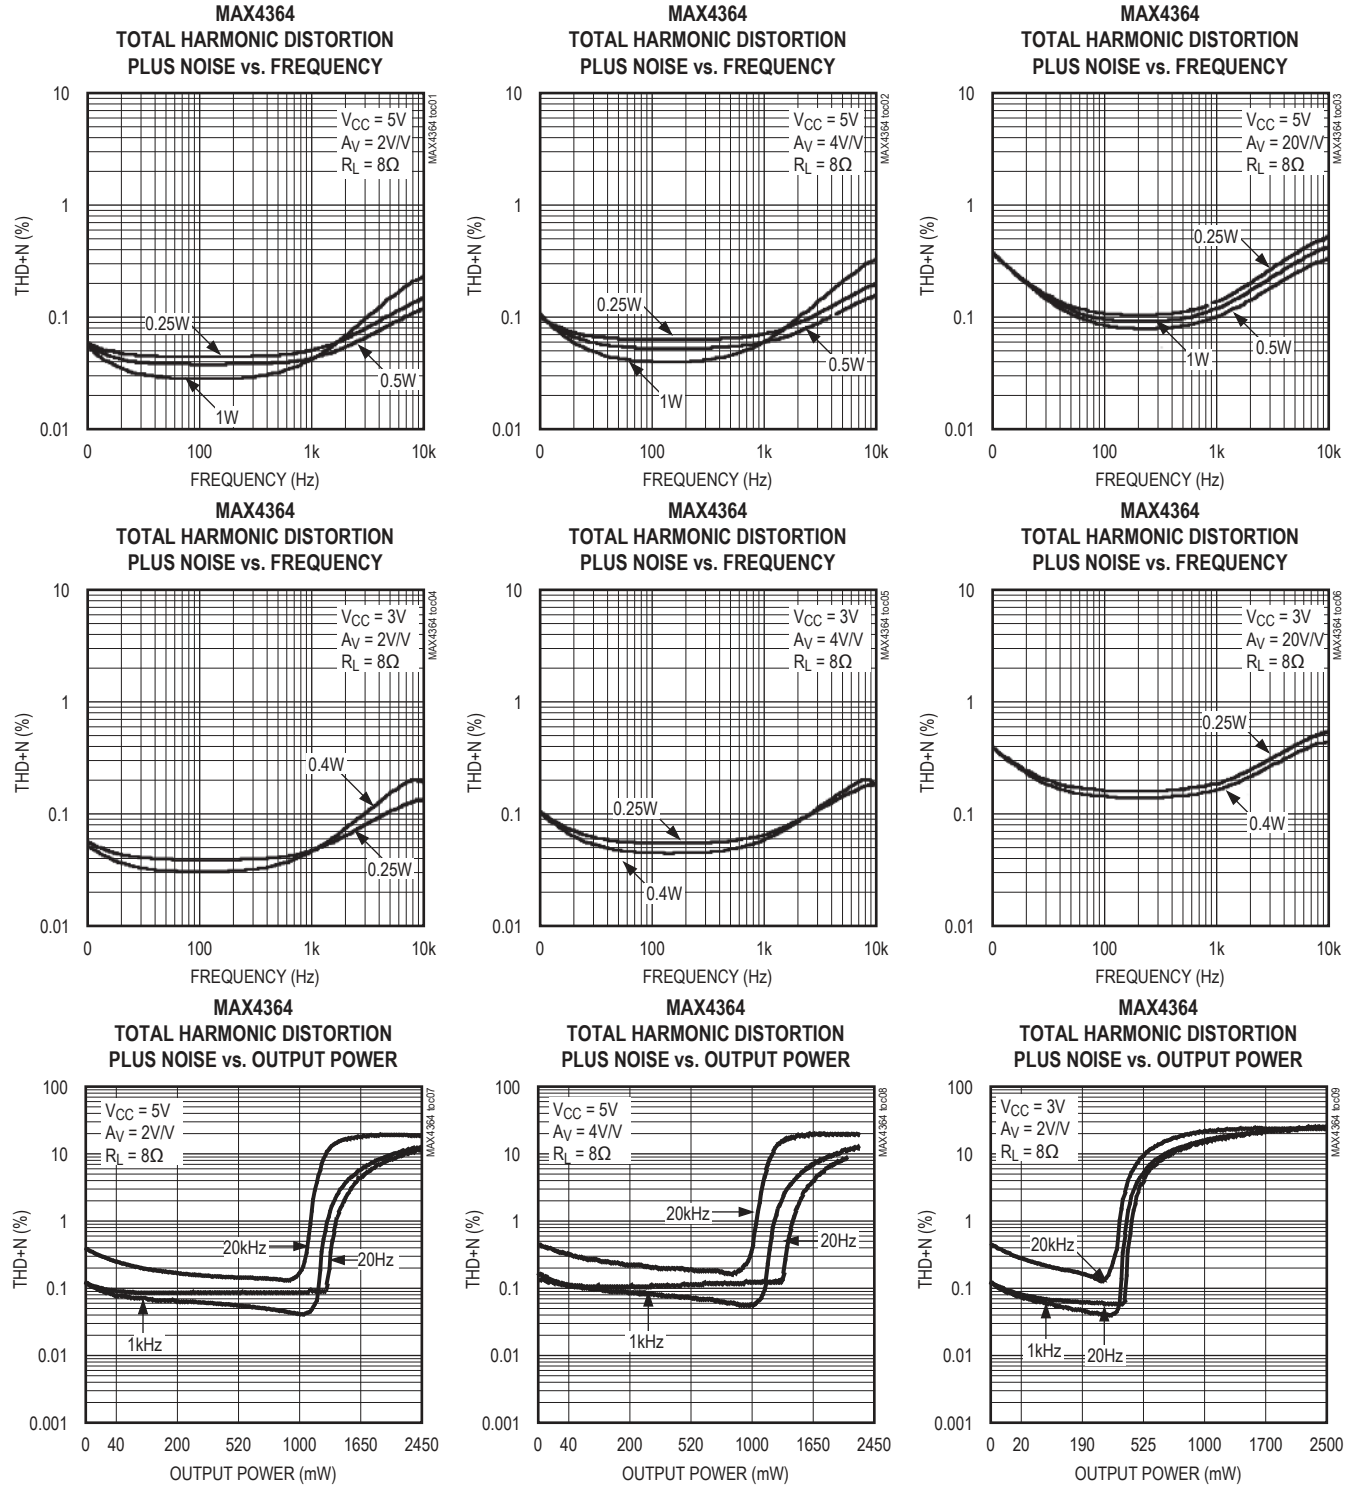 MAX4364
TOTAL HARMONIC DISTORTION
PLUS NOISE vs. FREQUENCY
10
1
0.1
0.01
THD+N (%)
VCC = 5V
AV = 2V/V
RL = 8Ω
MAX4364 toc01
0.25W
0.5W
1W
0
100
1k
10k
FREQUENCY (Hz)
MAX4364
TOTAL HARMONIC DISTORTION
PLUS NOISE vs. FREQUENCY
10
1
0.1
0.01
THD+N (%)
VCC = 5V
AV = 4V/V
RL = 8Ω
MAX4364 toc02
0.25W
0.5W
1W
0
100
1k
10k
FREQUENCY (Hz)
MAX4364
TOTAL HARMONIC DISTORTION
PLUS NOISE vs. FREQUENCY
10
1
0.1
0.01
THD+N (%)
VCC = 5V
AV = 20V/V
RL = 8Ω
MAX4364 toc03
0.25W
1W
0.5W
0
100
1k
10k
FREQUENCY (Hz)
MAX4364
TOTAL HARMONIC DISTORTION
PLUS NOISE vs. FREQUENCY
10
1
0.1
0.01
THD+N (%)
VCC = 3V
AV = 2V/V
RL = 8Ω
MAX4364 toc04
0.4W
0.25W
0
100
1k
10k
FREQUENCY (Hz)
MAX4364
TOTAL HARMONIC DISTORTION
PLUS NOISE vs. FREQUENCY
10
1
0.1
0.01
THD+N (%)
VCC = 3V
AV = 4V/V
RL = 8Ω
MAX4364 toc05
0.25W
0.4W
0
100
1k
10k
FREQUENCY (Hz)
MAX4364
TOTAL HARMONIC DISTORTION
PLUS NOISE vs. FREQUENCY
10
1
0.1
0.01
THD+N (%)
VCC = 3V
AV = 20V/V
RL = 8Ω
MAX4364 toc06
0.25W
0.4W
0
100
1k
10k
FREQUENCY (Hz)
MAX4364
TOTAL HARMONIC DISTORTION
PLUS NOISE vs. OUTPUT POWER
100
10
1
0.1
0.01
0.001
THD+N (%)
VCC = 5V
AV = 2V/V
RL = 8Ω
MAX4364 toc07
20kHz
20Hz
1kHz
0
40
200
520
1000
1650
2450
OUTPUT POWER (mW)
MAX4364
TOTAL HARMONIC DISTORTION
PLUS NOISE vs. OUTPUT POWER
100
10
1
0.1
0.01
0.001
THD+N (%)
VCC = 5V
AV = 4V/V
RL = 8Ω
MAX4364 toc08
20kHz
20Hz
1kHz
0
40
200
520
1000
1650
2450
OUTPUT POWER (mW)
MAX4364
TOTAL HARMONIC DISTORTION
PLUS NOISE vs. OUTPUT POWER
100
10
1
0.1
0.01
0.001
THD+N (%)
VCC = 3V
AV = 2V/V
RL = 8Ω
MAX4364 toc09
20kHz
1kHz
20Hz
0
20
190
525
1000
1700
2500
OUTPUT POWER (mW)